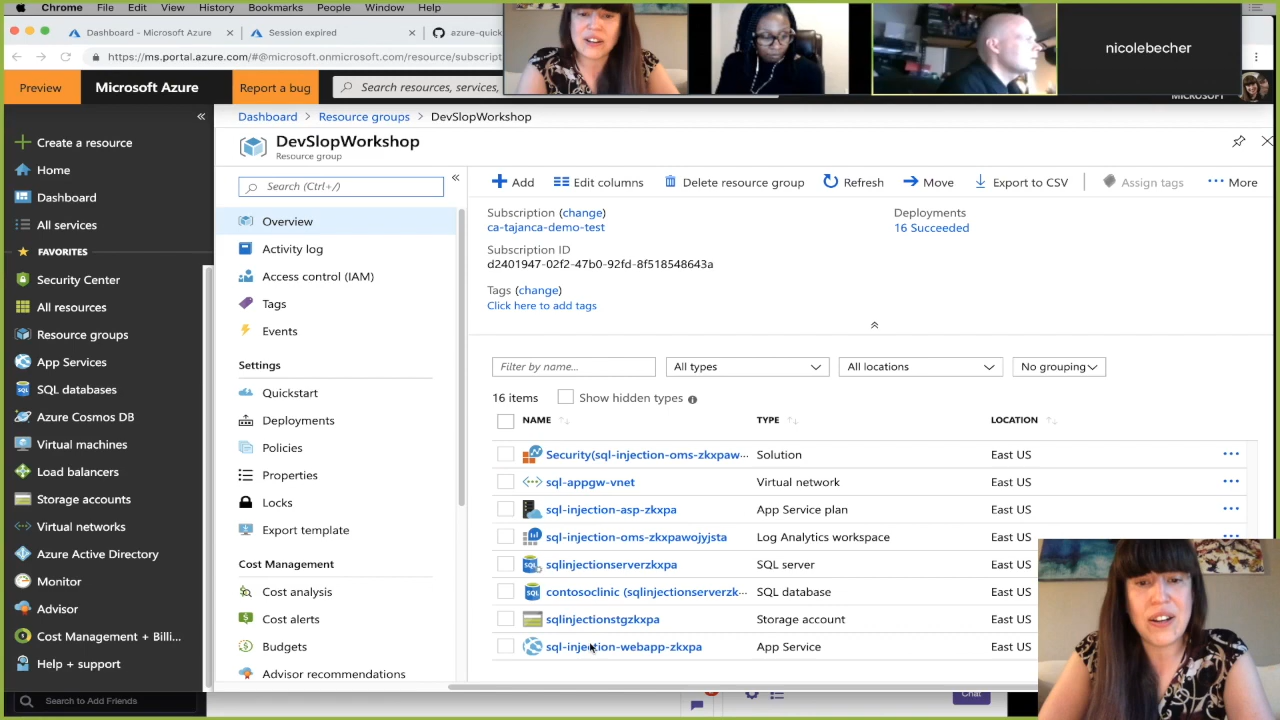 Chrome File Edit View History Bookmarks People Window Help
Dashboard - Microsoft Azure × Session expired × azure-quick
https://ms.portal.azure.com/#@microsoft.onmicrosoft.com/resource/subscript
nicolebecher
Preview Microsoft Azure Report a bug Search resources, services,
MICROSOFT
Dashboard > Resource groups > DevSlopWorkshop
DevSlopWorkshop
Resource group
«
Create a resource
Home
Dashboard
All services
FAVORITES
Security Center
All resources
Resource groups
App Services
SQL databases
Azure Cosmos DB
Virtual machines
Load balancers
Storage accounts
Virtual networks
Azure Active Directory
Monitor
Advisor
Cost Management + Billi...
Help + support
Search to Add Friends
Search (Ctrl+/)
«
Overview
Activity log
Access control (IAM)
Tags
Events
Settings
Quickstart
Deployments
Policies
Properties
Locks
Export template
Cost Management
Cost analysis
Cost alerts
Budgets
Advisor recommendations
Add Edit columns Delete resource group Refresh Move Export to CSV Assign tags ... More
Subscription (change)
ca-tajanca-demo-test
Deployments
16 Succeeded
Subscription ID
d2401947-02f2-47b0-92fd-8f518548643a
Tags (change)
Click here to add tags
Filter by name... All types All locations No grouping
16 items Show hidden types
NAME TYPE LOCATION
Security(sql-injection-oms-zkxpaw... Solution East US ...
sql-appgw-vnet Virtual network East US ...
sql-injection-asp-zkxpa App Service plan East US ...
sql-injection-oms-zkxpawojyjsta Log Analytics workspace East US ...
sqlinjectionserverzkxpa SQL server East US
contosoclinic (sqlinjectionserverzk... SQL database East US
sqlinjectionstgzkxpa Storage account East US
sql-injection-webapp-zkxpa App Service East US
Chat